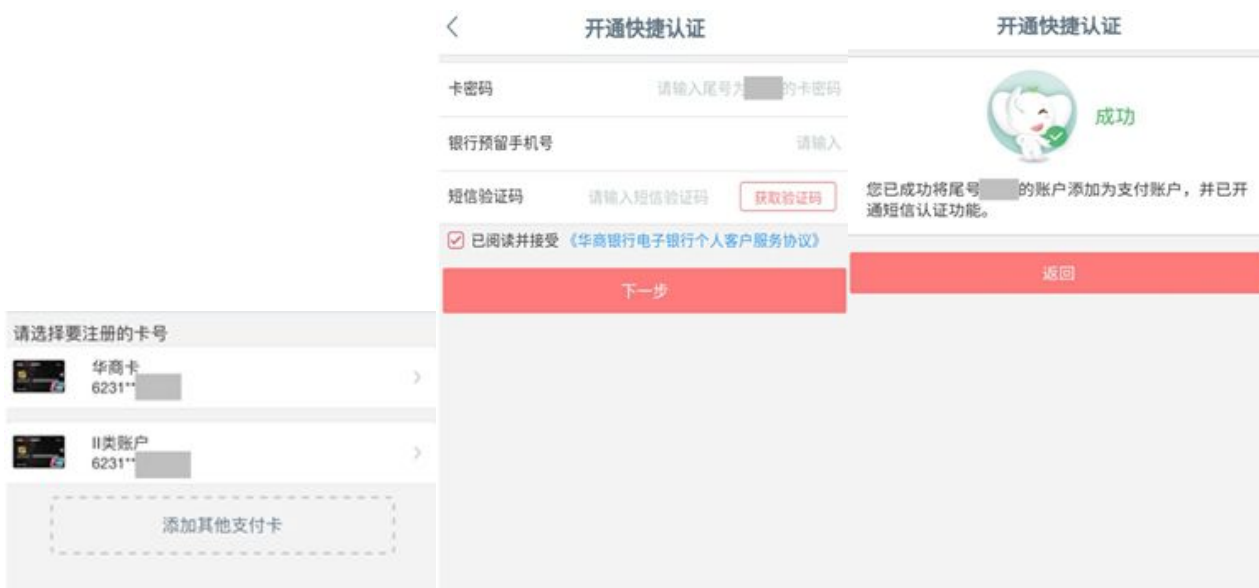 请选择要注册的卡号
华商卡
6231**
II类账户
6231**
添加其他支付卡
开通快捷认证
卡密码 请输入尾号为 的卡密码
银行预留手机号 请输入
短信验证码 请输入短信验证码 获取验证码
已阅读并接受《华商银行电子银行个人客户服务协议》
下一步
开通快捷认证
成功
您已成功将尾号 的账户添加为支付账户，并已开
通短信认证功能。
返回